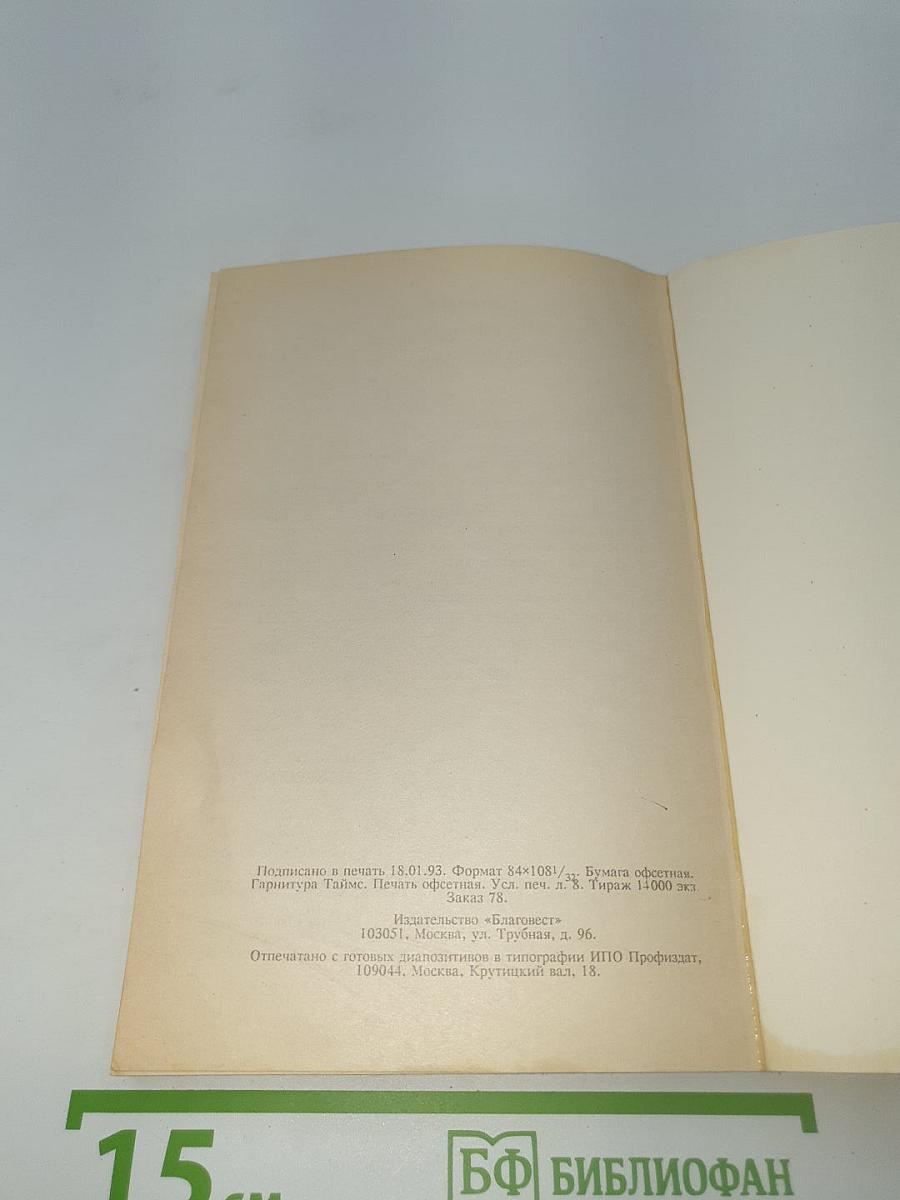 Подписано в печать 18.01.93. Формат 84×108¹/₃₂. Бумага офсетная.
Гарнитура Таймс. Печать офсетная. Усл. печ. л. 8. Тираж 14000 экз.
Заказ 78.
Издательство «Благовест»
103051, Москва, ул. Трубная, д. 96.
Отпечатано с готовых диапозитивов в типографии ИПО Профиздат,
109044, Москва, Крутицкий вал, 18.
15 см
БФ БИБЛИОФАН